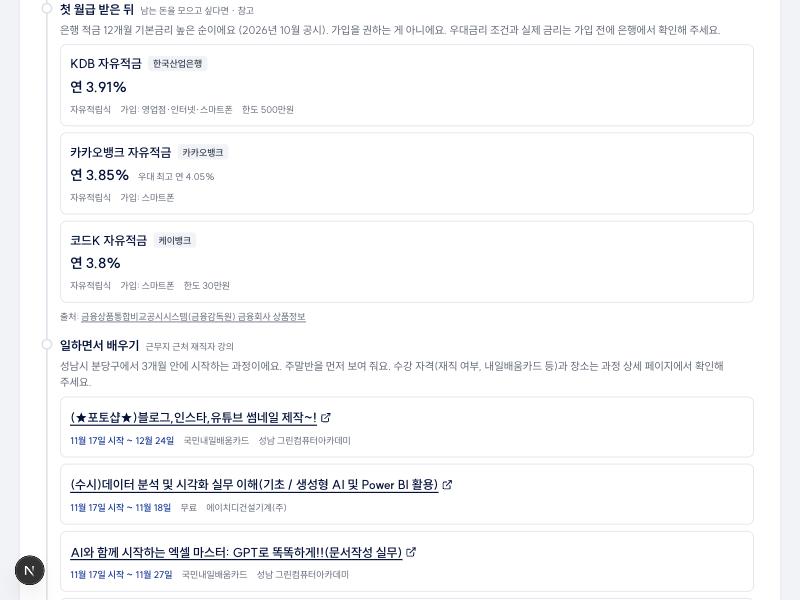 첫 월급 받은 뒤 남는 돈을 모으고 싶다면 · 참고
은행 적금 12개월 기본금리 높은 순이에요 (2026년 10월 공시). 가입을 권하는 게 아니에요. 우대금리 조건과 실제 금리는 가입 전에 은행에서 확인해 주세요.
KDB 자유적금 한국산업은행
연 3.91%
자유적립식 가입: 영업점·인터넷·스마트폰 한도 500만원
카카오뱅크 자유적금 카카오뱅크
연 3.85% 우대 최고 연 4.05%
자유적립식 가입: 스마트폰
코드K 자유적금 케이뱅크
연 3.8%
자유적립식 가입: 스마트폰 한도 30만원
출처: 금융상품통합비교공시시스템(금융감독원) 금융회사 상품정보
일하면서 배우기 근무지 근처 재직자 강의
성남시 분당구에서 3개월 안에 시작하는 과정이에요. 주말반을 먼저 보여 줘요. 수강 자격(재직 여부, 내일배움카드 등)과 장소는 과정 상세 페이지에서 확인해
주세요.
(★포토샵★)블로그,인스타,유튜브 썸네일 제작~!
11월 17일 시작 ~ 12월 24일 국민내일배움카드 성남 그린컴퓨터아카데미
(수시)데이터 분석 및 시각화 실무 이해(기초 / 생성형 AI 및 Power BI 활용)
11월 17일 시작 ~ 11월 18일 무료 에이치디건설기계(주)
AI와 함께 시작하는 엑셀 마스터: GPT로 똑똑하게!!(문서작성 실무)
11월 17일 시작 ~ 11월 27일 국민내일배움카드 성남 그린컴퓨터아카데미
N